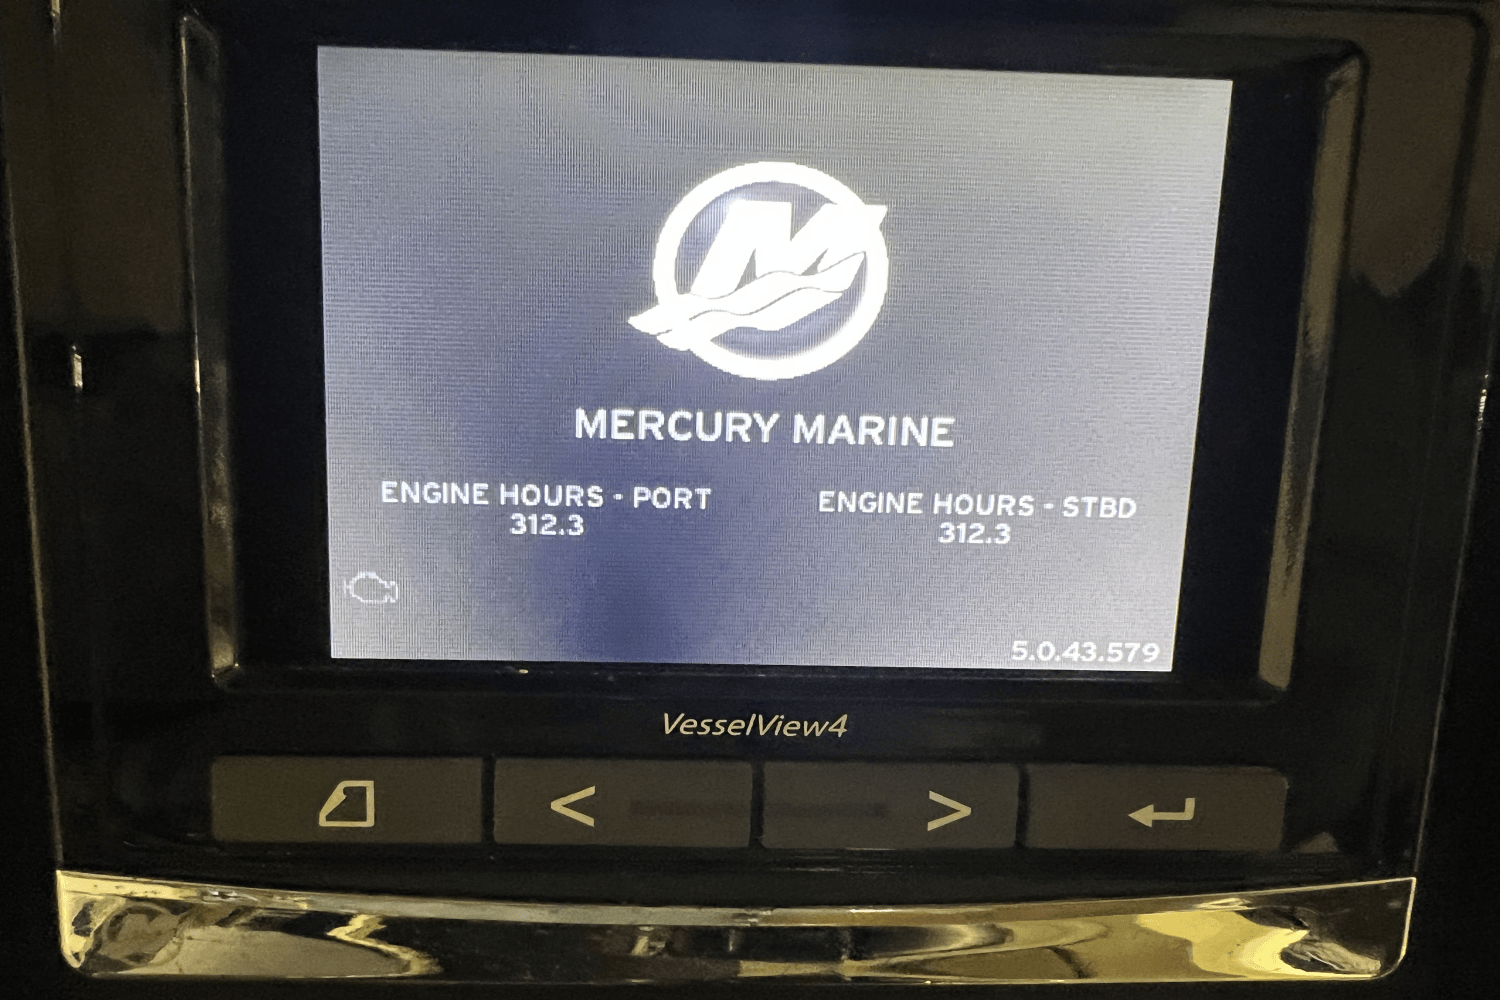 MERCURY MARINE
ENGINE HOURS - PORT
312.3
ENGINE HOURS - STBD
312.3
5.0.43.579
VesselView4